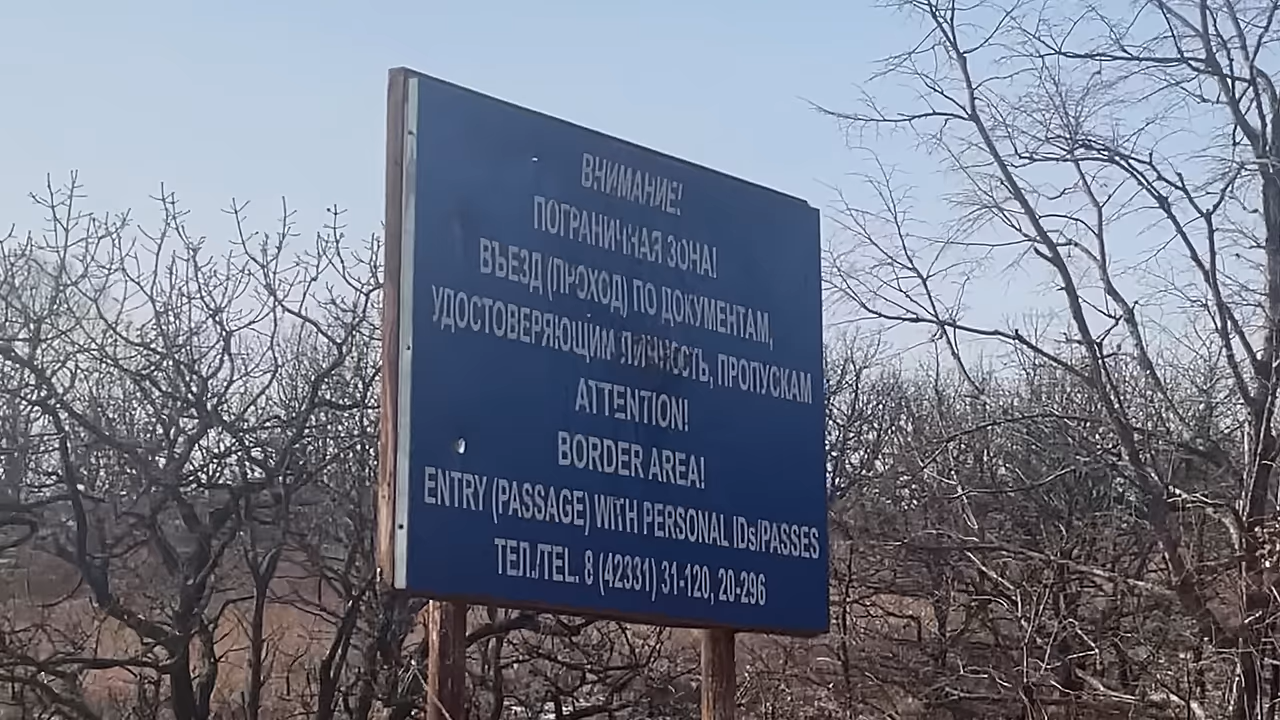 ВНИМАНИЕ!
ПОГРАНИЧНАЯ ЗОНА!
ВЪЕЗД (ПРОХОД) ПО ДОКУМЕНТАМ,
УДОСТОВЕРЯЮЩИМ ЛИЧНОСТЬ, ПРОПУСКАМ
ATTENTION!
BORDER AREA!
ENTRY (PASSAGE) WITH PERSONAL IDs/PASSES
ТЕЛ./TEL. 8 (42331) 31-120, 20-296